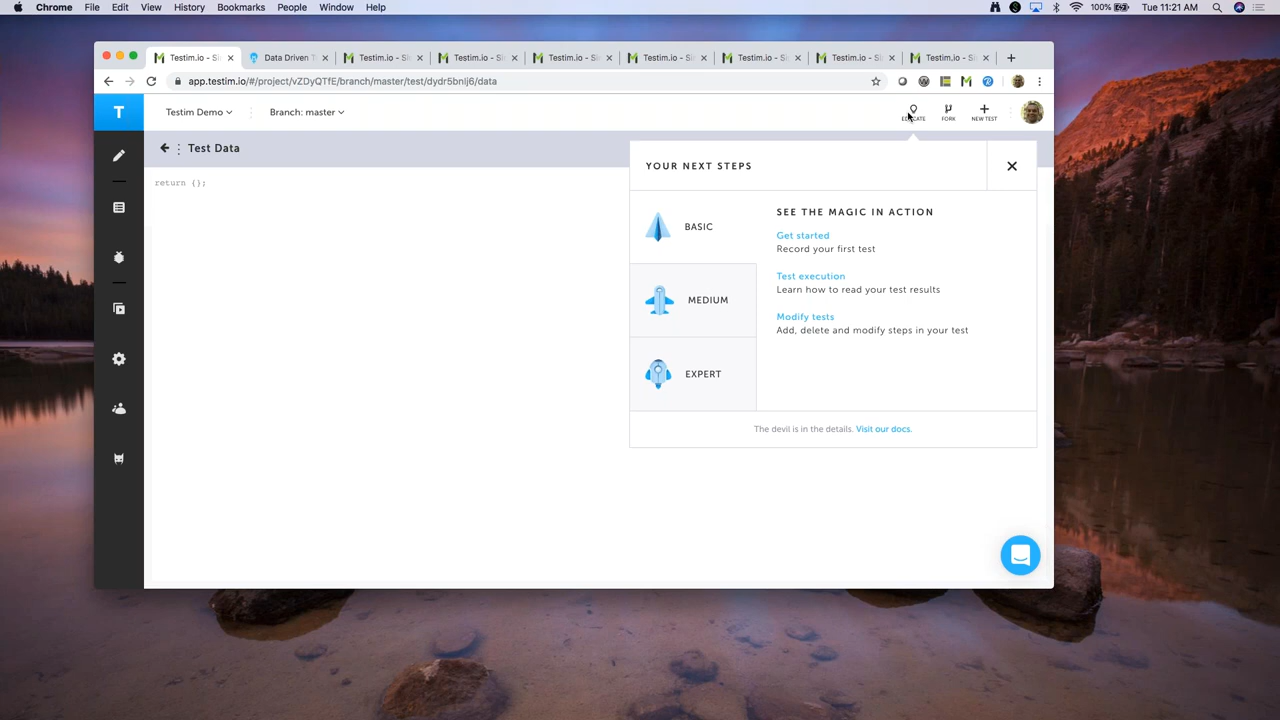 Chrome File Edit View History Bookmarks People Window Help 100% Tue 11:21 AM
Testim.io - Data Driven T Testim.io - Testim.io - Testim.io - Testim.io - Testim.io - Testim.io - Testim.io -
app.testim.io/#/project/vZDyQTfE/branch/master/test/dydr5bnlj6/data
T Testim Demo Branch: master
FORK NEW TEST
Test Data
return {};
YOUR NEXT STEPS
BASIC
MEDIUM
EXPERT
SEE THE MAGIC IN ACTION
Get started
Record your first test
Test execution
Learn how to read your test results
Modify tests
Add, delete and modify steps in your test
The devil is in the details. Visit our docs.